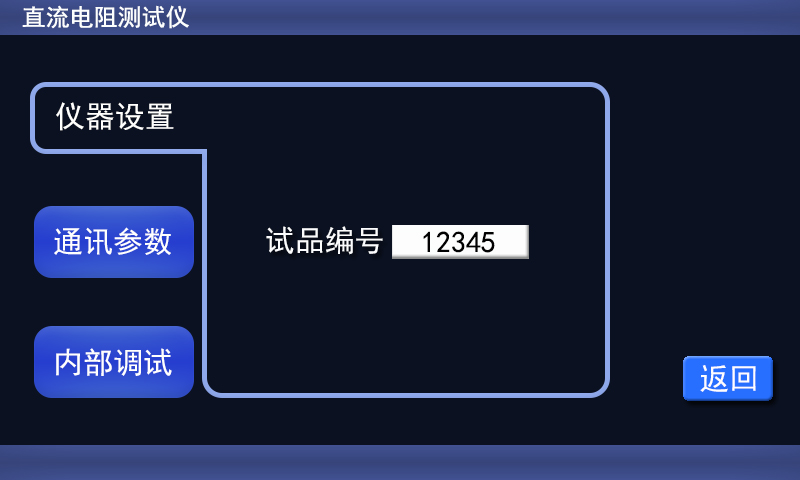 直流电阻测试仪
仪器设置
通讯参数
试品编号 12345
内部调试
返回